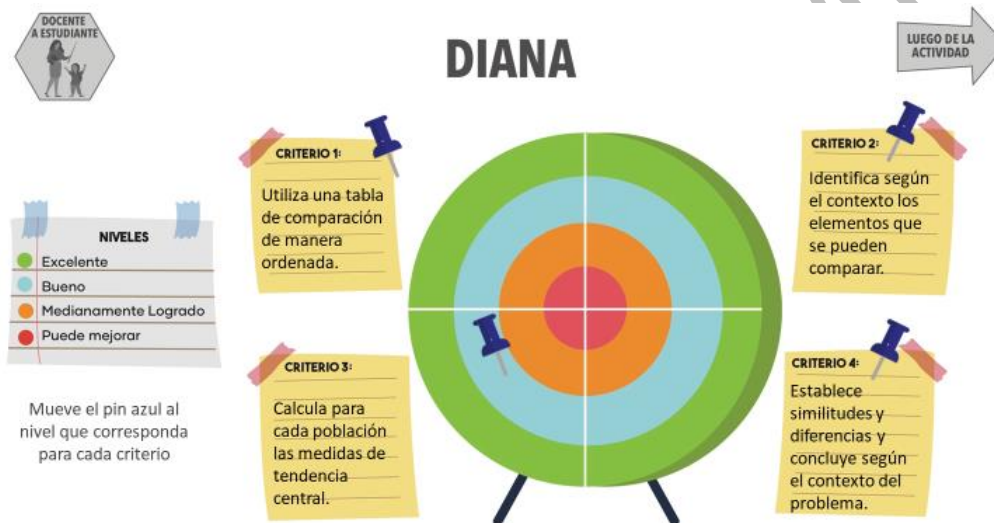 DOCENTE
A ESTUDIANTE
DIANA
LUEGO DE LA
ACTIVIDAD
CRITERIO 1:
Utiliza una tabla
de comparación
de manera
ordenada.
CRITERIO 2:
Identifica según
el contexto los
elementos que
se pueden
comparar.
NIVELES
Excelente
Bueno
Medianamente Logrado
Puede mejorar
Mueve el pin azul al
nivel que corresponda
para cada criterio
CRITERIO 3:
Calcula para
cada población
las medidas de
tendencia
central.
CRITERIO 4:
Establece
similitudes y
diferencias y
concluye según
el contexto del
problema.